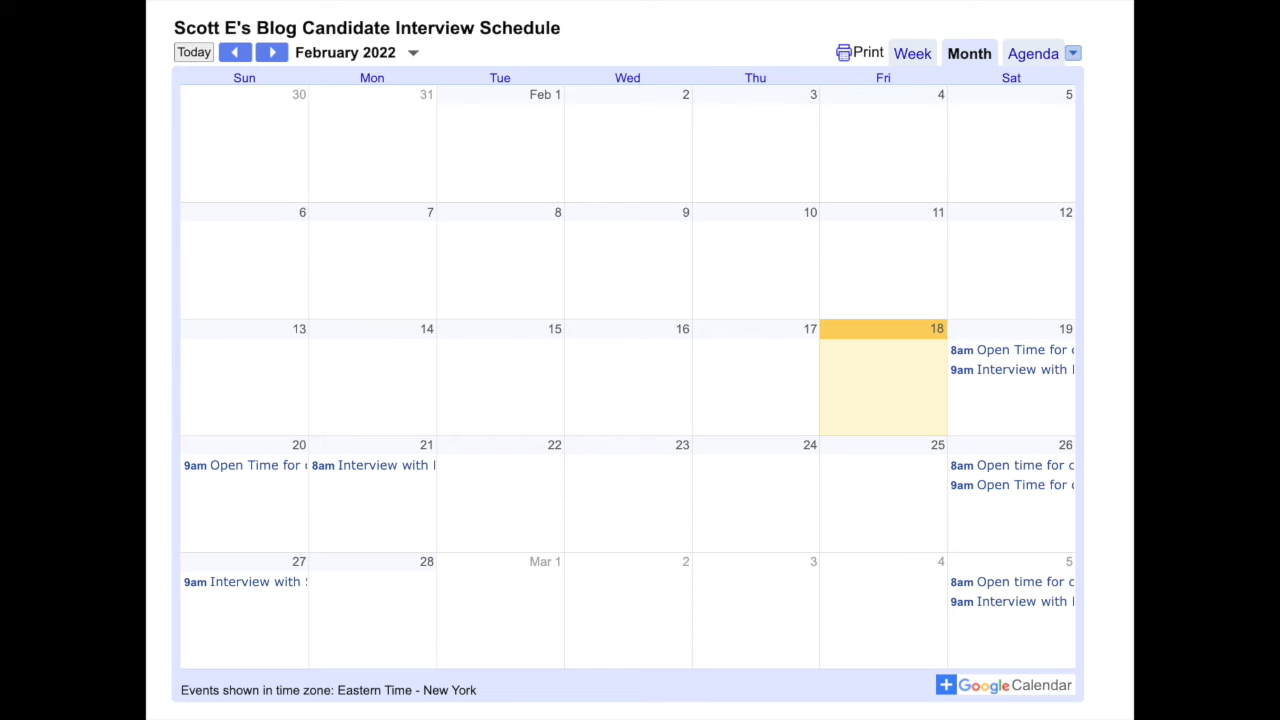 Scott E's Blog Candidate Interview Schedule
Today February 2022 Print Week Month Agenda
Sun Mon Tue Wed Thu Fri Sat
30 31 Feb 1 2 3 4 5
6 7 8 9 10 11 12
13 14 15 16 17 18 19
8am Open Time for
9am Interview with
20 21 22 23 24 25 26
9am Open Time for 8am Interview with 8am Open time for
9am Open Time for
27 28 Mar 1 2 3 4 5
9am Interview with 8am Open time for
9am Interview with
Events shown in time zone: Eastern Time - New York
+ Google Calendar